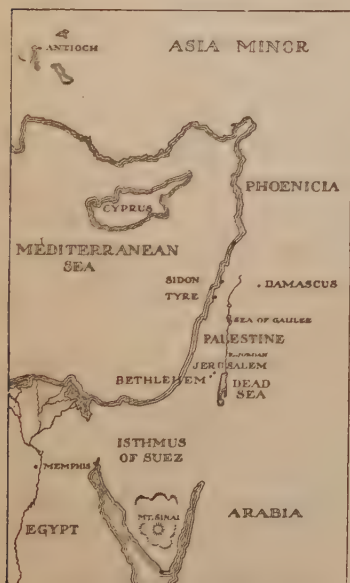 ANTIOCH
ASIA MINOR
PHOENICIA
CYPRUS
MEDITERRANEAN
SEA
SIDON
TYRE
DAMASCUS
SEA OF GALILEE
PALESTINE
R. JORDAN
JERUSALEM
BETHLEHEM
DEAD
SEA
ISTHMUS
OF SUEZ
MEMPHIS
MT. SINAI
EGYPT
ARABIA